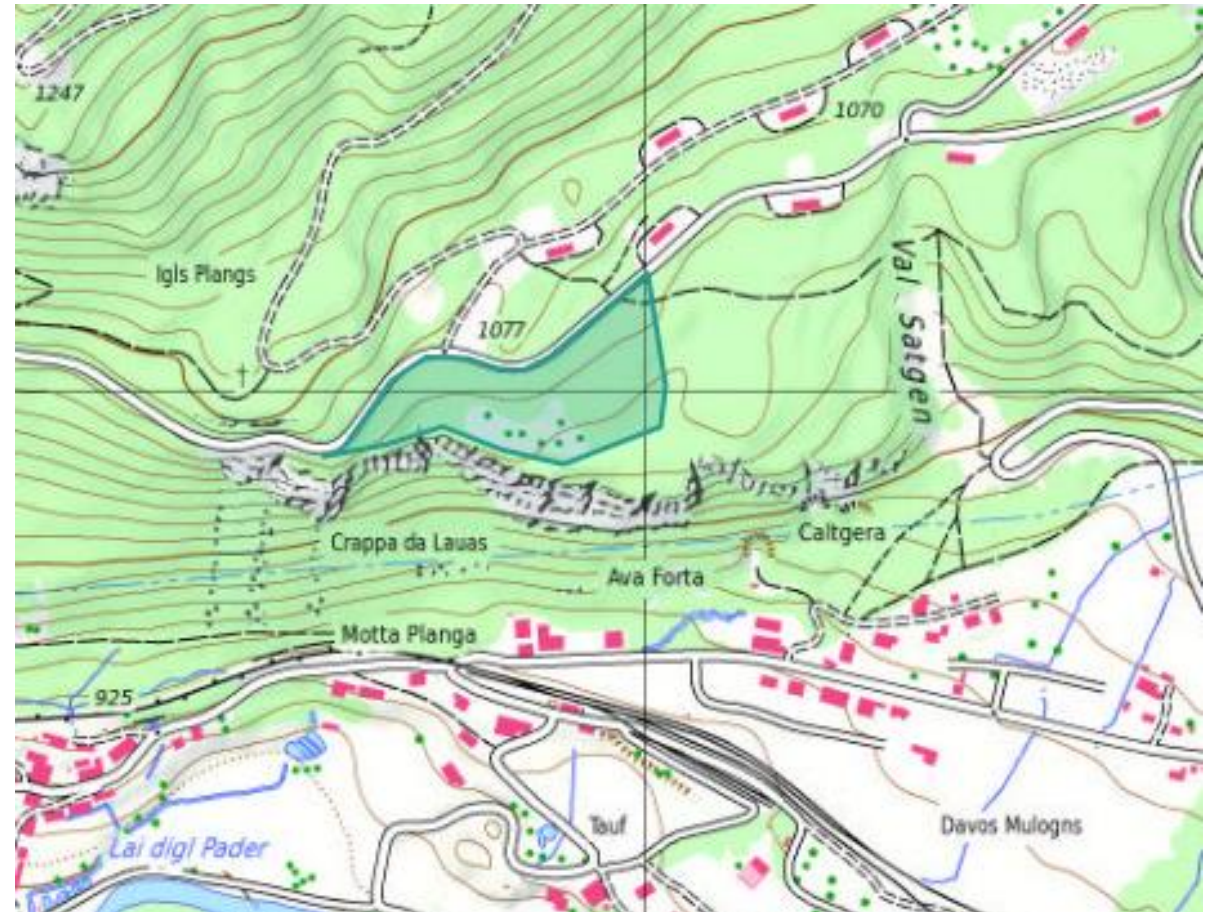 1247
1070
Igls Plangs
1077
Val Satgen
Crappa da Lauas
Caltgera
Ava Forta
Motta Planga
925
Tauf
Davos Mulogns
Lai digl Pader